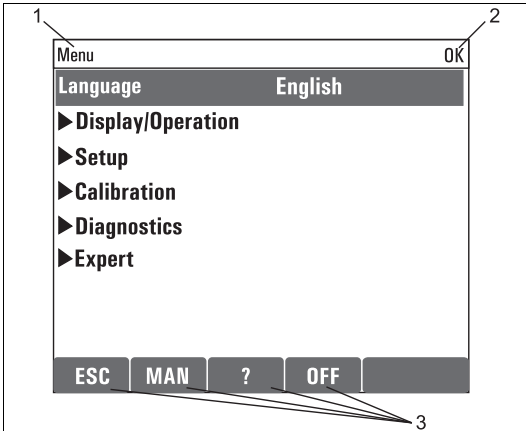 1 2
Menu OK
Language English
▶Display/Operation
▶Setup
▶Calibration
▶Diagnostics
▶Expert
ESC MAN ? OFF
3